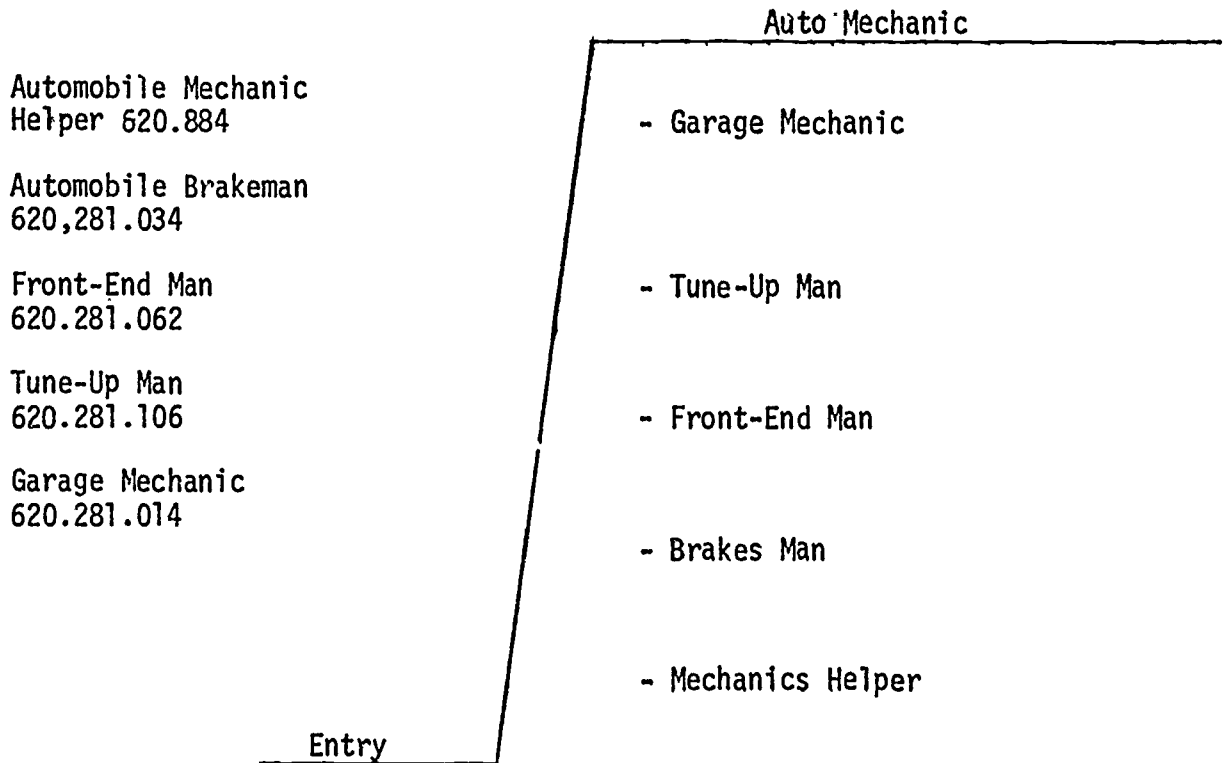 Auto Mechanic
Automobile Mechanic
Helper 620.884
Automobile Brakeman
620,281.034
Front-End Man
620.281.062
Tune-Up Man
620.281.106
Garage Mechanic
620.281.014
- Garage Mechanic
- Tune-Up Man
- Front-End Man
- Brakes Man
- Mechanics Helper
Entry